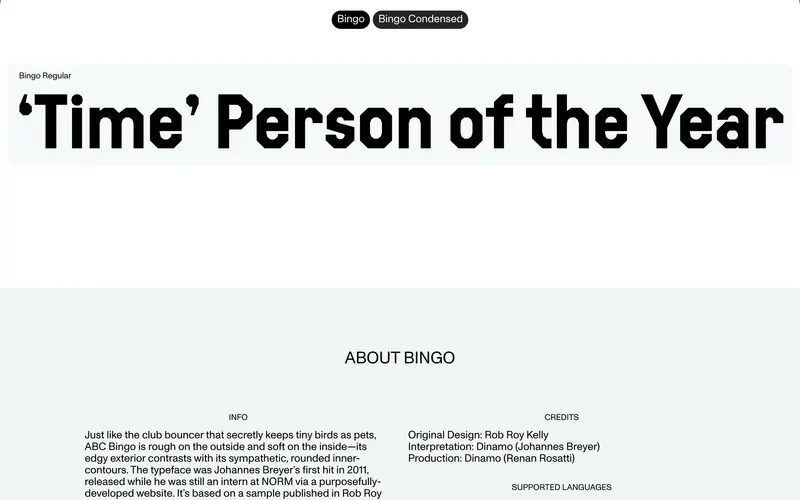 Bingo
Bingo Condensed
Bingo Regular
‘Time’ Person of the Year
ABOUT BINGO
INFO
Just like the club bouncer that secretly keeps tiny birds as pets,
ABC Bingo is rough on the outside and soft on the inside—its
edgy exterior contrasts with its sympathetic, rounded inner-
contours. The typeface was Johannes Breyer’s first hit in 2011,
released while he was still an intern at NORM via a purposefully-
developed website. It’s based on a sample published in Rob Roy
CREDITS
Original Design: Rob Roy Kelly
Interpretation: Dinamo (Johannes Breyer)
Production: Dinamo (Renan Rosatti)
SUPPORTED LANGUAGES